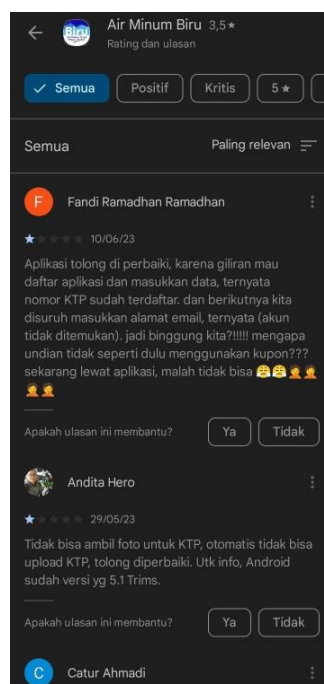 Biru
Air Minum Biru 3,5★
Rating dan ulasan
✓ Semua Positif Kritis 5★
Semua Paling relevan
F Fandi Ramadhan Ramadhan
10/06/23
Aplikasi tolong di perbaiki, karena giliran mau
daftar aplikasi dan masukkan data, ternyata
nomor KTP sudah terdaftar. dan berikutnya kita
disuruh masukkan alamat email, ternyata (akun
tidak ditemukan). jadi binggung kita?!!!!! mengapa
undian tidak seperti dulu menggunakan kupon???
sekarang lewat aplikasi, malah tidak bisa 😤😤🤦🤦
🤦🤦
Apakah ulasan ini membantu? Ya Tidak
Andita Hero
29/05/23
Tidak bisa ambil foto untuk KTP, otomatis tidak bisa
upload KTP, tolong diperbaiki. Utk info, Android
sudah versi yg 5.1 Trims.
Apakah ulasan ini membantu? Ya Tidak
C Catur Ahmadi